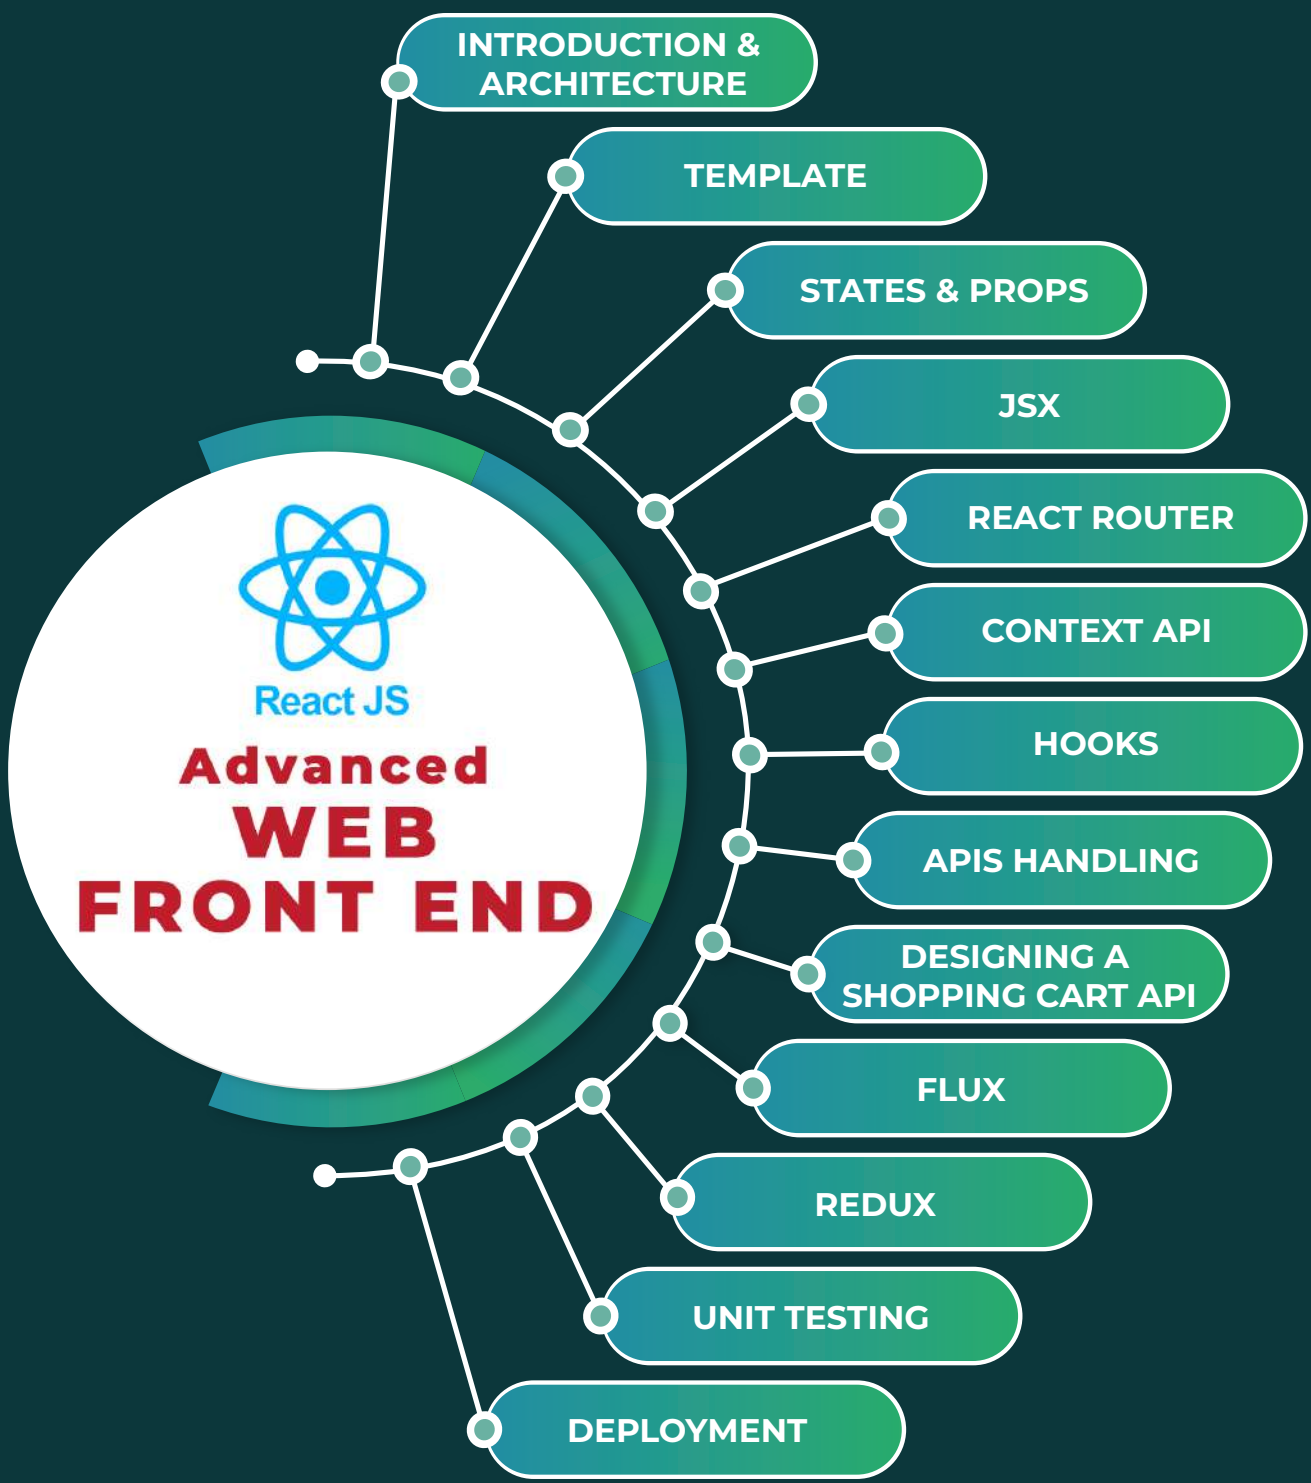 INTRODUCTION &
ARCHITECTURE
TEMPLATE
STATES & PROPS
JSX
REACT ROUTER
CONTEXT API
HOOKS
APIS HANDLING
DESIGNING A
SHOPPING CART API
FLUX
REDUX
UNIT TESTING
DEPLOYMENT
React JS
Advanced
WEB
FRONT END